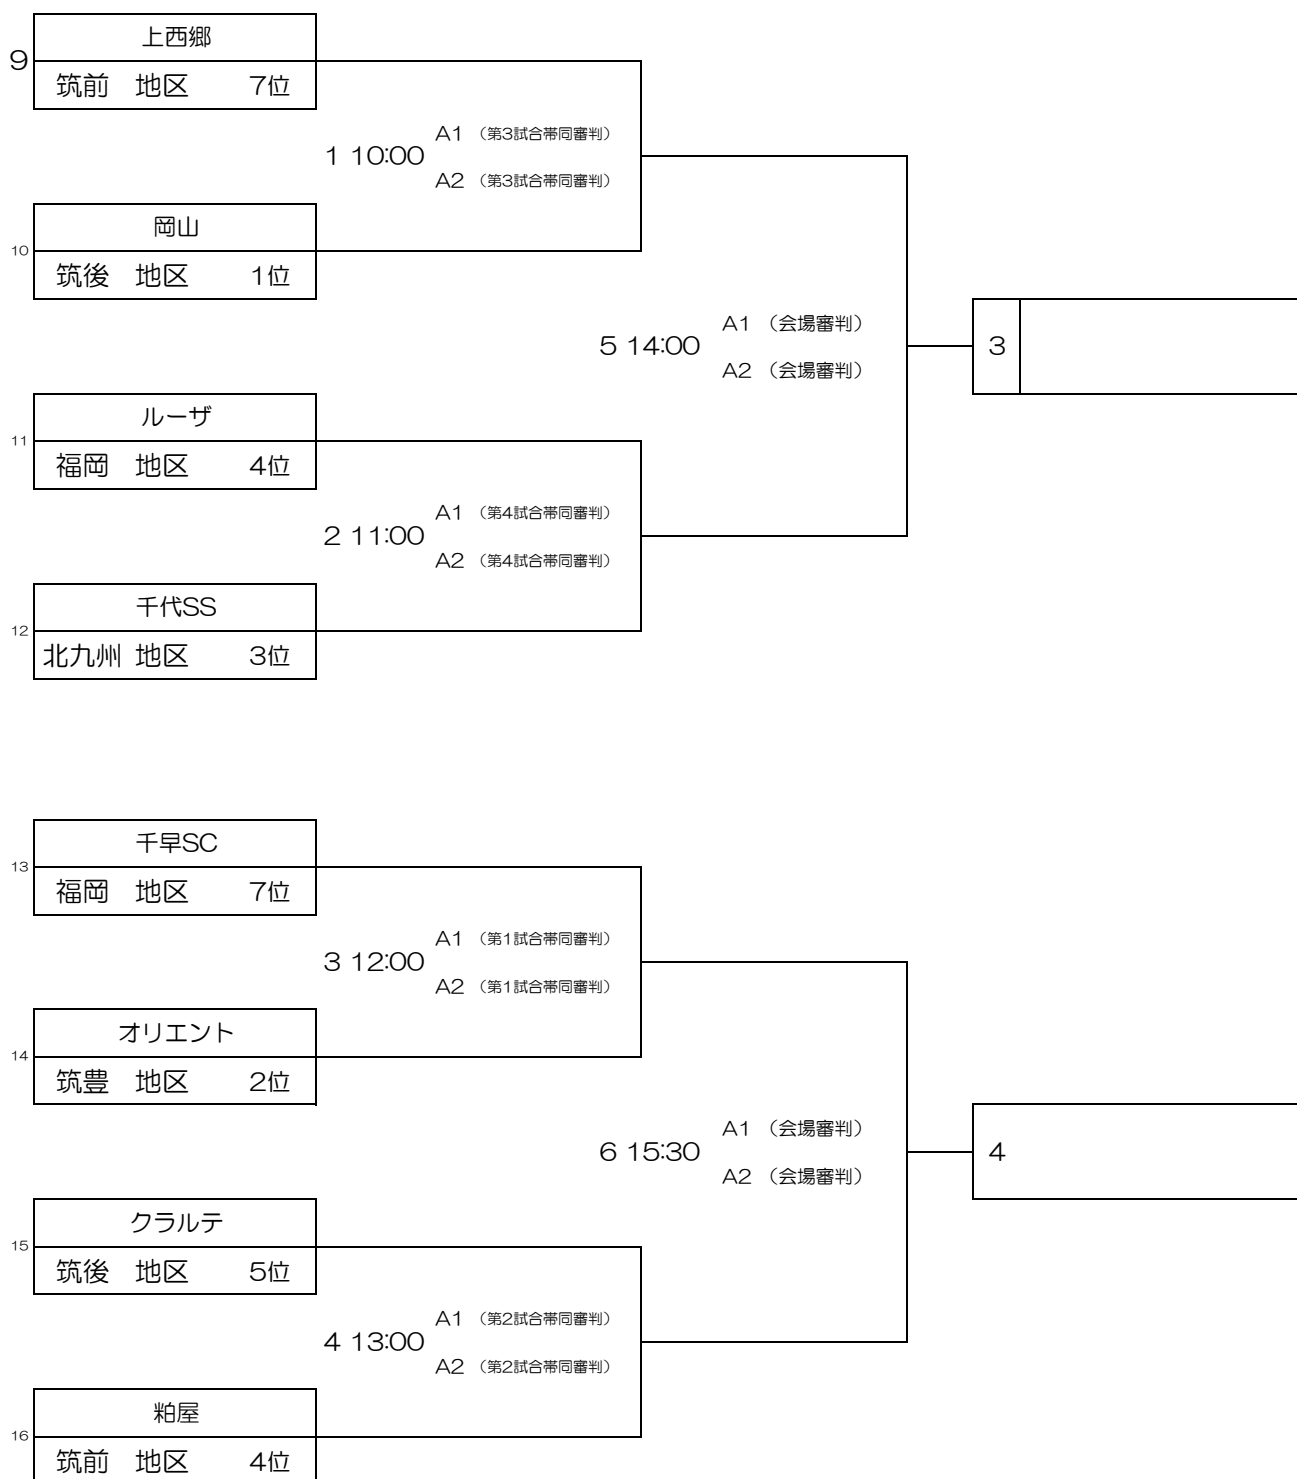 上西郷
9
筑前 地区 7位
A1 （第3試合帯同審判）
1 10:00
A2 （第3試合帯同審判）
岡山
10
筑後 地区 1位
A1 （会場審判）
5 14:00
3
A2 （会場審判）
ルーザ
11
福岡 地区 4位
A1 （第4試合帯同審判）
2 11:00
A2 （第4試合帯同審判）
千代SS
12
北九州 地区 3位
千早SC
13
福岡 地区 7位
A1 （第1試合帯同審判）
3 12:00
A2 （第1試合帯同審判）
オリエント
14
筑豊 地区 2位
A1 （会場審判）
6 15:30
4
A2 （会場審判）
クラルテ
15
筑後 地区 5位
A1 （第2試合帯同審判）
4 13:00
A2 （第2試合帯同審判）
粕屋
16
筑前 地区 4位